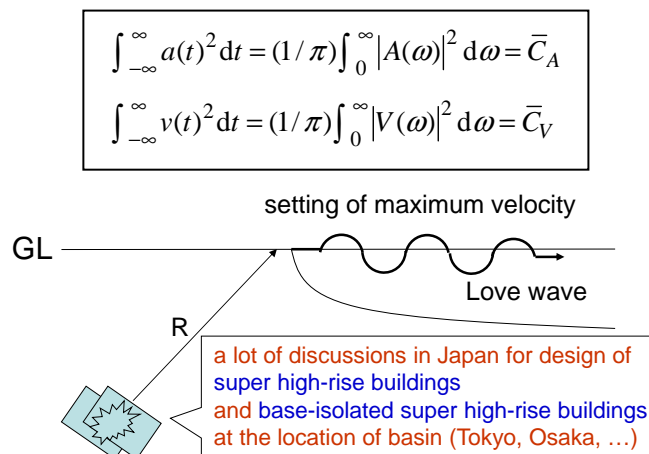 ∫_{-∞}^{∞} a(t)² dt = (1/π) ∫_{0}^{∞} |A(ω)|² dω = C̅_A
∫_{-∞}^{∞} v(t)² dt = (1/π) ∫_{0}^{∞} |V(ω)|² dω = C̅_V
setting of maximum velocity
GL
Love wave
R
a lot of discussions in Japan for design of
super high-rise buildings
and base-isolated super high-rise buildings
at the location of basin (Tokyo, Osaka, …)